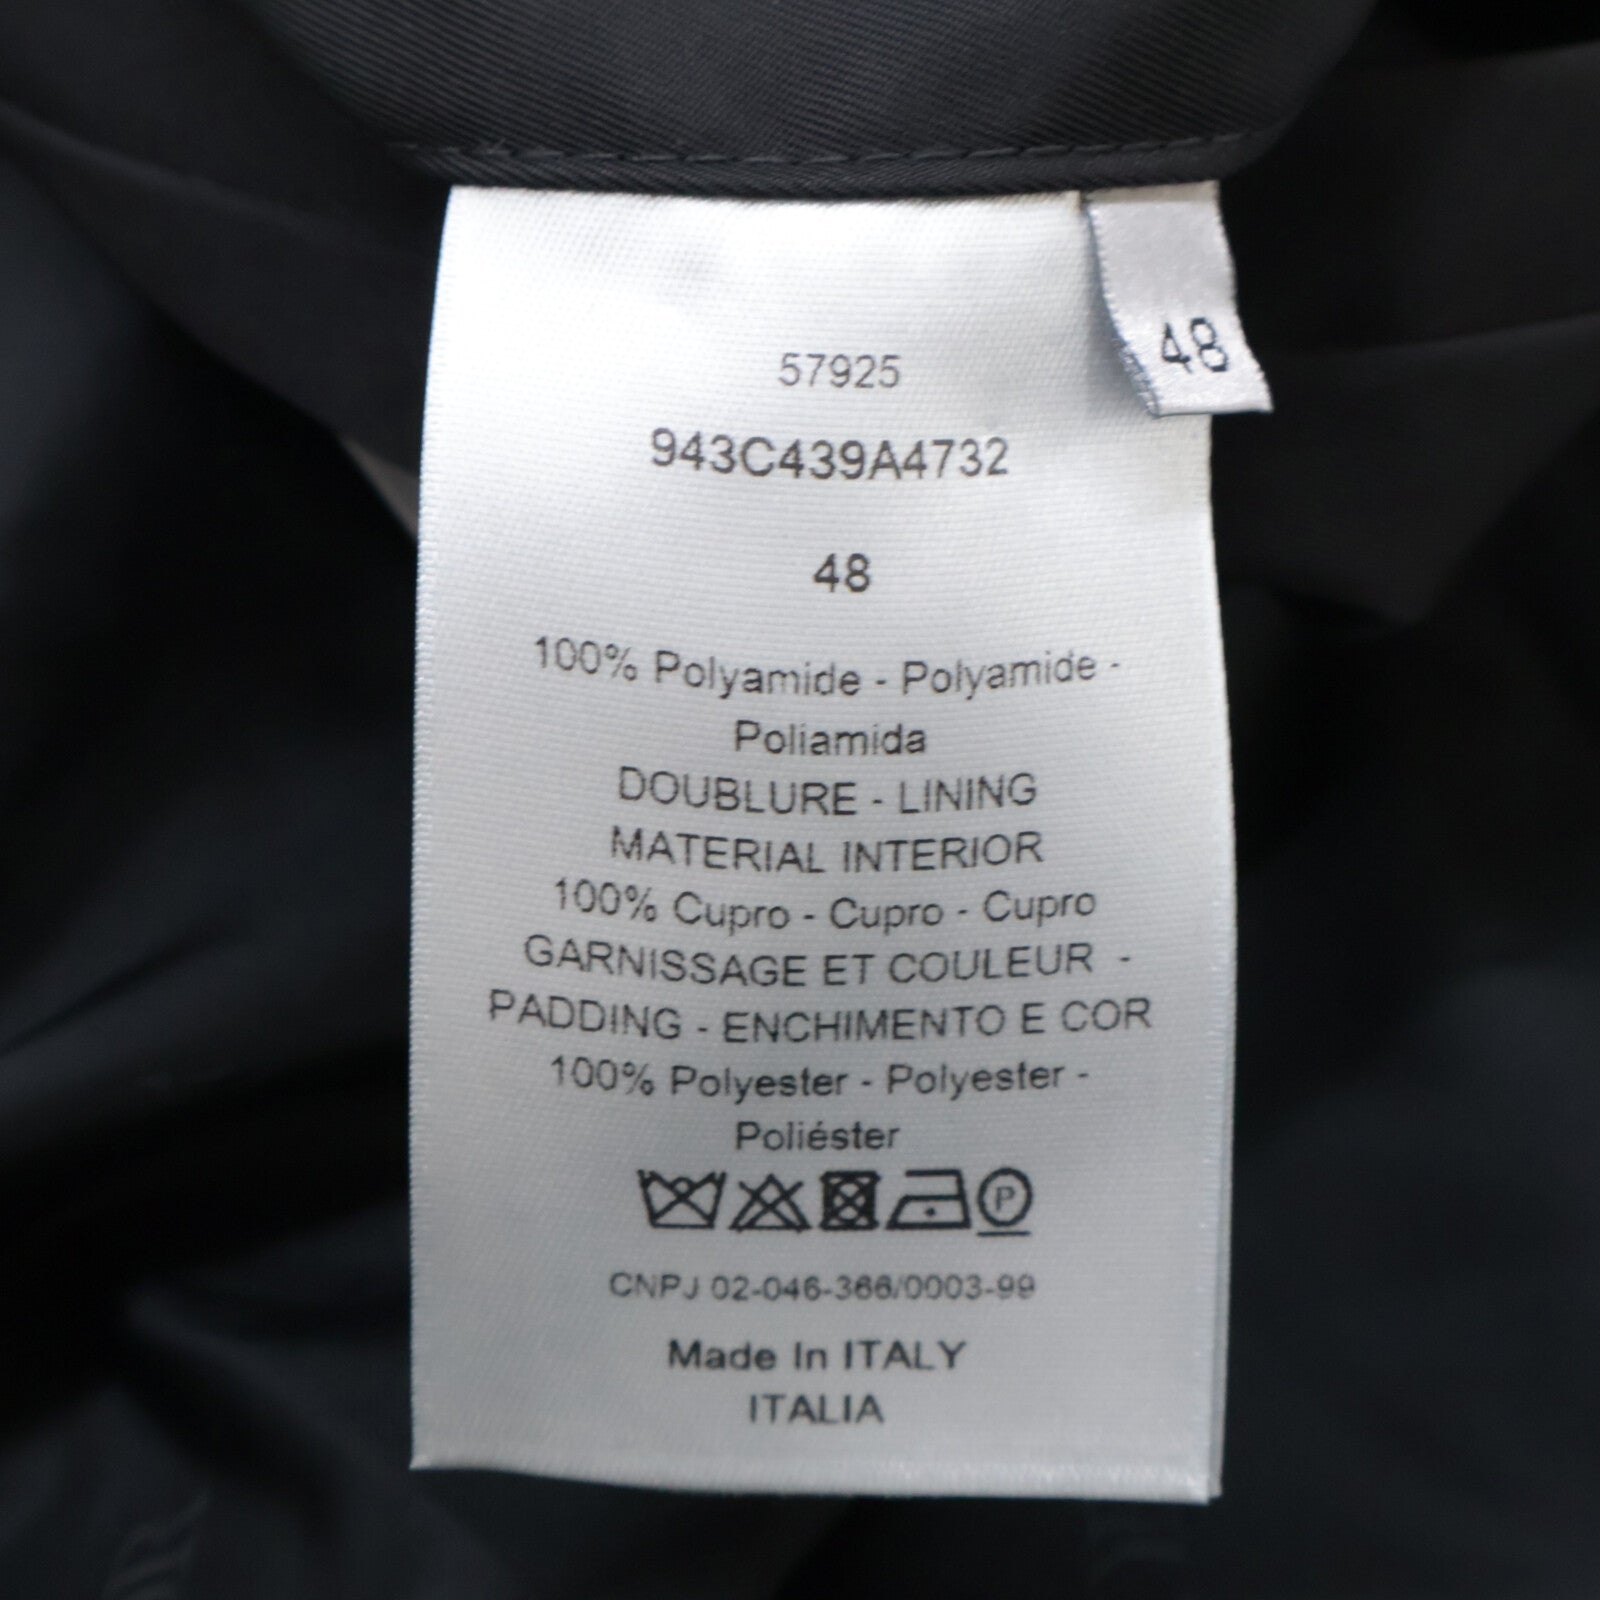 48
57925
943C439A4732
48
100% Polyamide - Polyamide -
Poliamida
DOUBLURE - LINING
MATERIAL INTERIOR
100% Cupro - Cupro - Cupro
GARNISSAGE ET COULEUR -
PADDING - ENCHIMENTO E COR
100% Polyester - Polyester -
Poliéster
P
CNPJ 02-046-366/0003-99
Made In ITALY
ITALIA